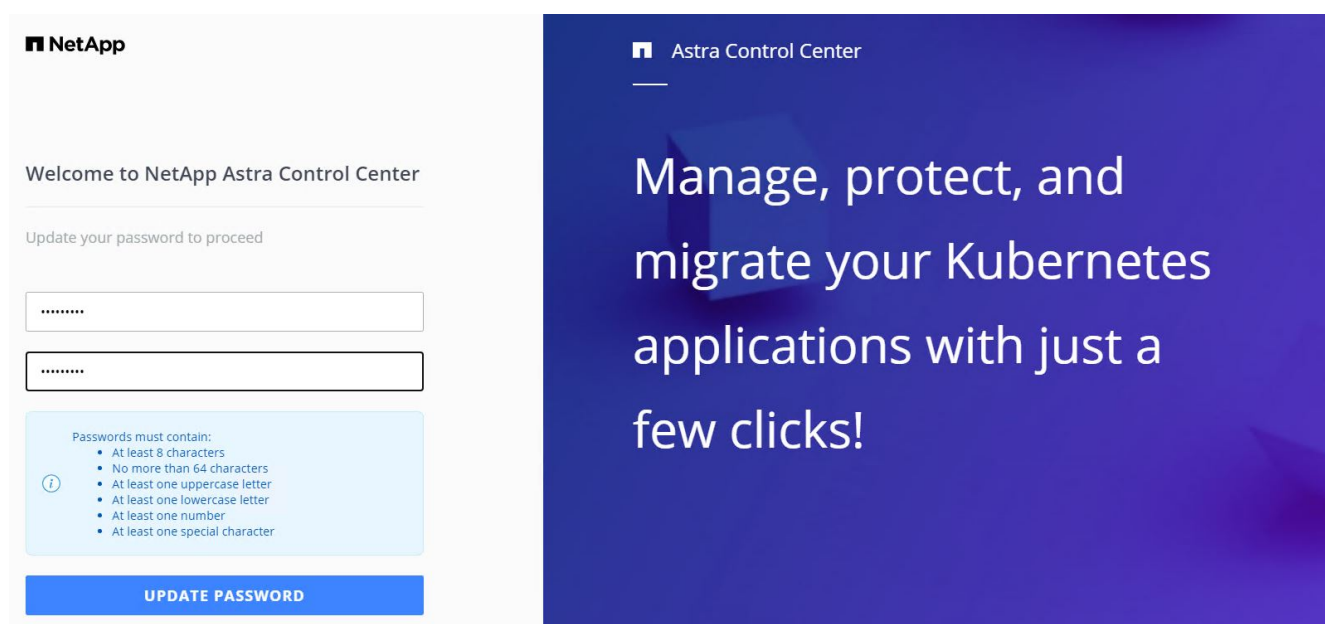 NetApp
Welcome to NetApp Astra Control Center
Update your password to proceed
•••••••••
•••••••••
Passwords must contain:
• At least 8 characters
• No more than 64 characters
• At least one uppercase letter
• At least one lowercase letter
• At least one number
• At least one special character
UPDATE PASSWORD
Astra Control Center
Manage, protect, and
migrate your Kubernetes
applications with just a
few clicks!